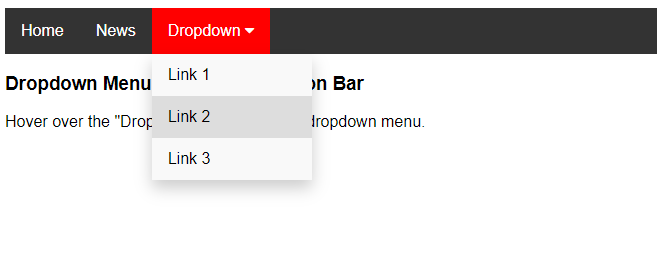 Home News Dropdown
Link 1
Dropdown Menu on Bar
Link 2
Hover over the "Drop dropdown menu.
Link 3